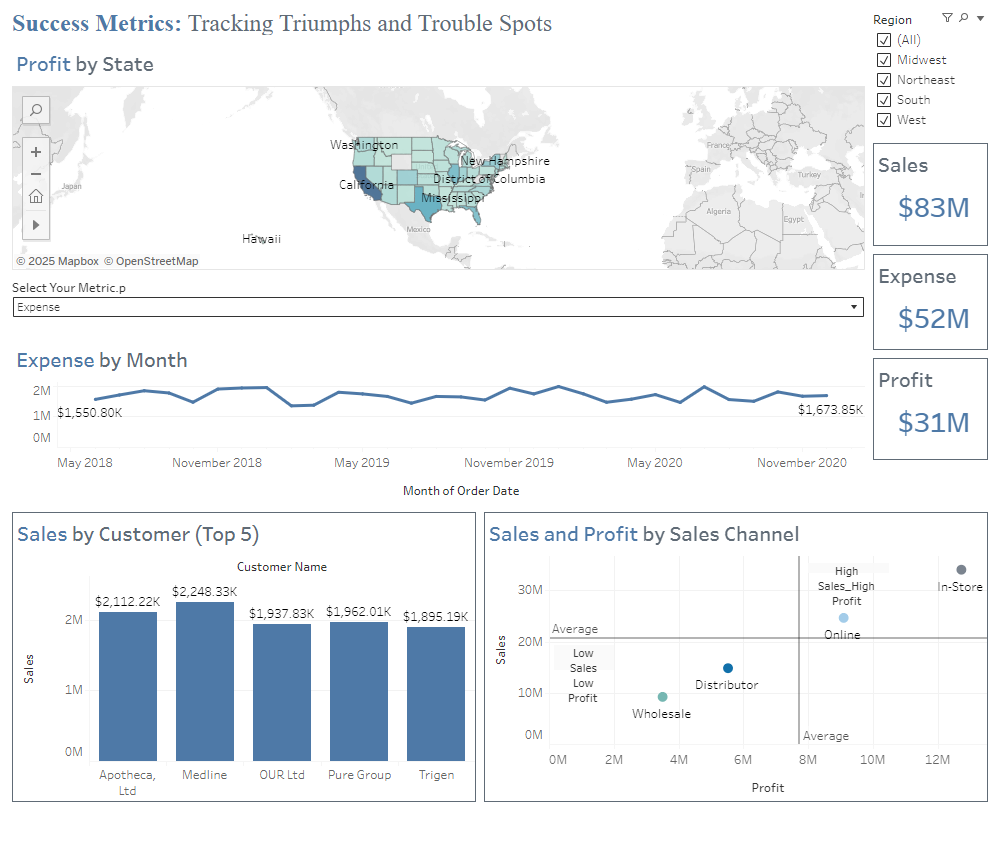 Success Metrics: Tracking Triumphs and Trouble Spots
Region
(All)
Midwest
Northeast
South
West
Profit by State
Washington
New Hampshire
California
District of Columbia
Mississippi
Hawaii
Japan
Mexico
France
Spain
Turkey
Algeria
Egypt
© 2025 Mapbox © OpenStreetMap
Sales
$83M
Expense
$52M
Profit
$31M
Select Your Metric.p
Expense
Expense by Month
2M
1M
0M
$1,550.80K
$1,673.85K
May 2018
November 2018
May 2019
November 2019
May 2020
November 2020
Month of Order Date
Sales by Customer (Top 5)
Customer Name
Sales
2M
1M
0M
$2,112.22K
$2,248.33K
$1,937.83K
$1,962.01K
$1,895.19K
Apotheca,
Ltd
Medline
OUR Ltd
Pure Group
Trigen
Sales and Profit by Sales Channel
Sales
30M
20M
10M
0M
High
Sales_High
Profit
In-Store
Online
Average
Low
Sales
Low
Profit
Distributor
Wholesale
Average
0M
2M
4M
6M
8M
10M
12M
Profit